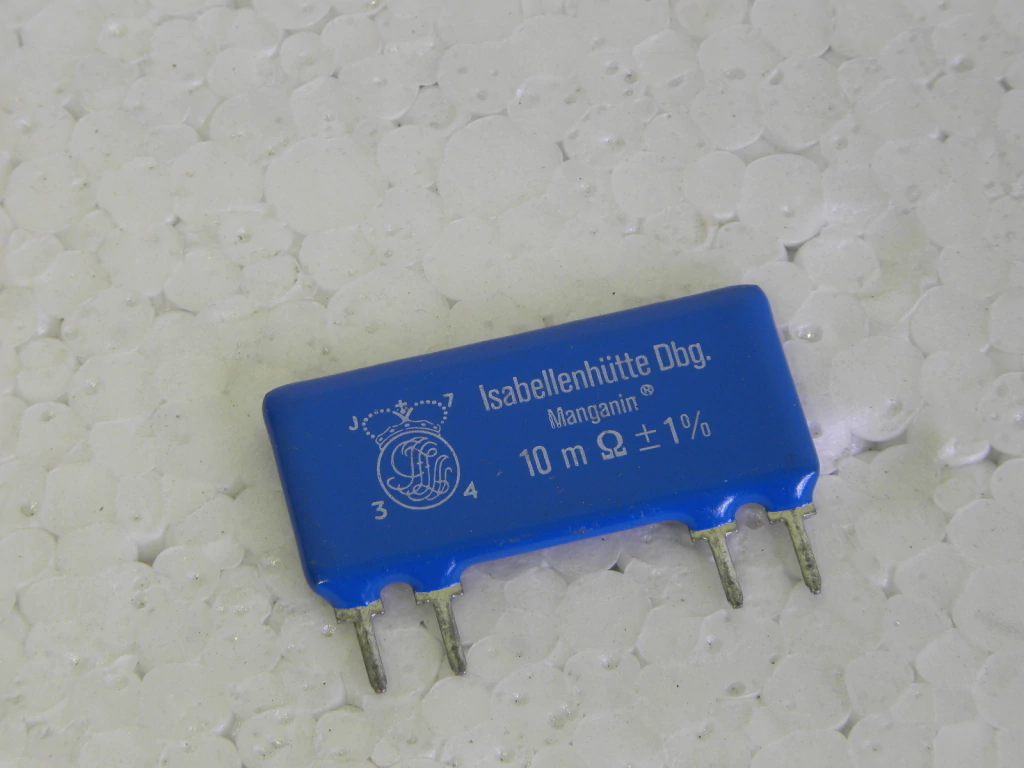 Isabellenhütte Dbg.
Manganin®
10 m Ω ± 1%
J 7
3 4